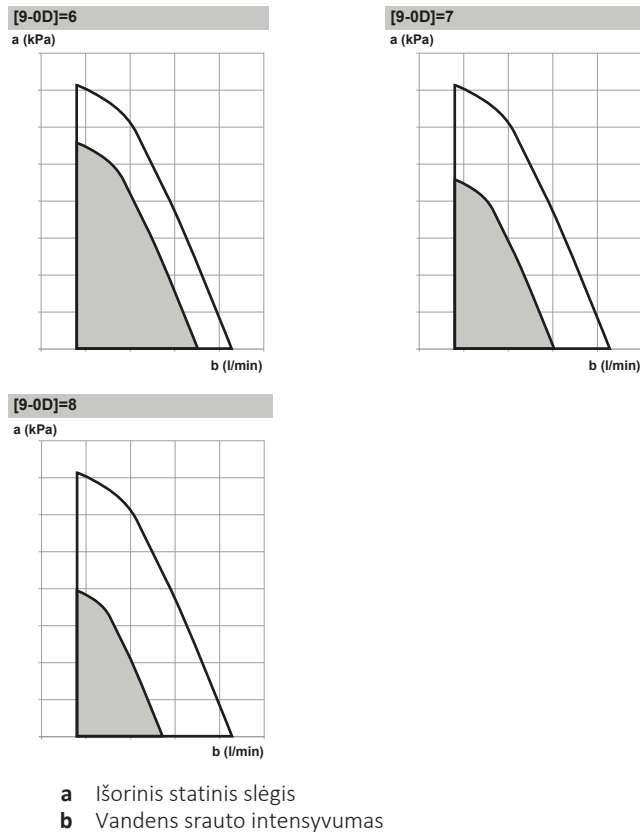 [9-0D]=6
a (kPa)
b (l/min)
[9-0D]=7
a (kPa)
b (l/min)
[9-0D]=8
a (kPa)
b (l/min)
a Išorinis statinis slėgis
b Vandens srauto intensyvumas